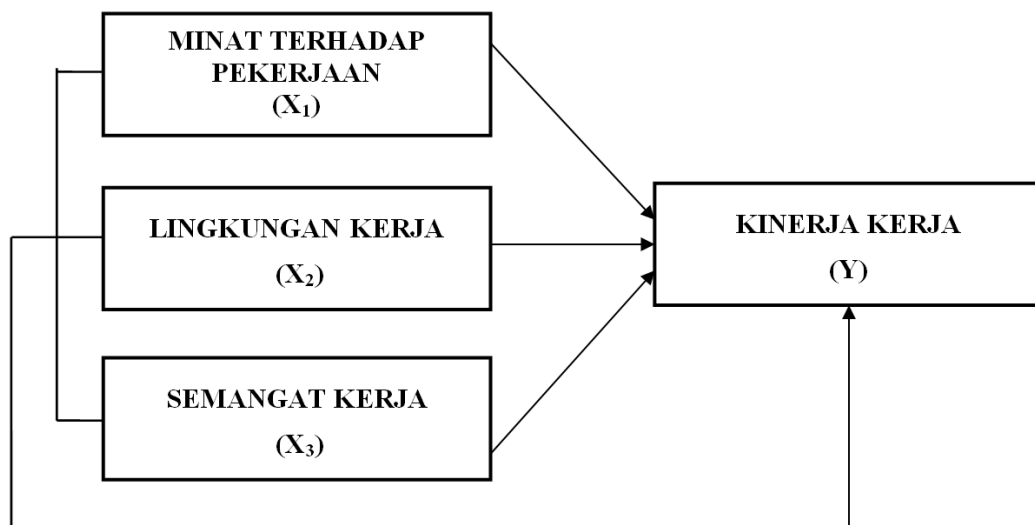 MINAT TERHADAP
PEKERJAAN
(X₁)
LINGKUNGAN KERJA
(X₂)
SEMANGAT KERJA
(X₃)
KINERJA KERJA
(Y)